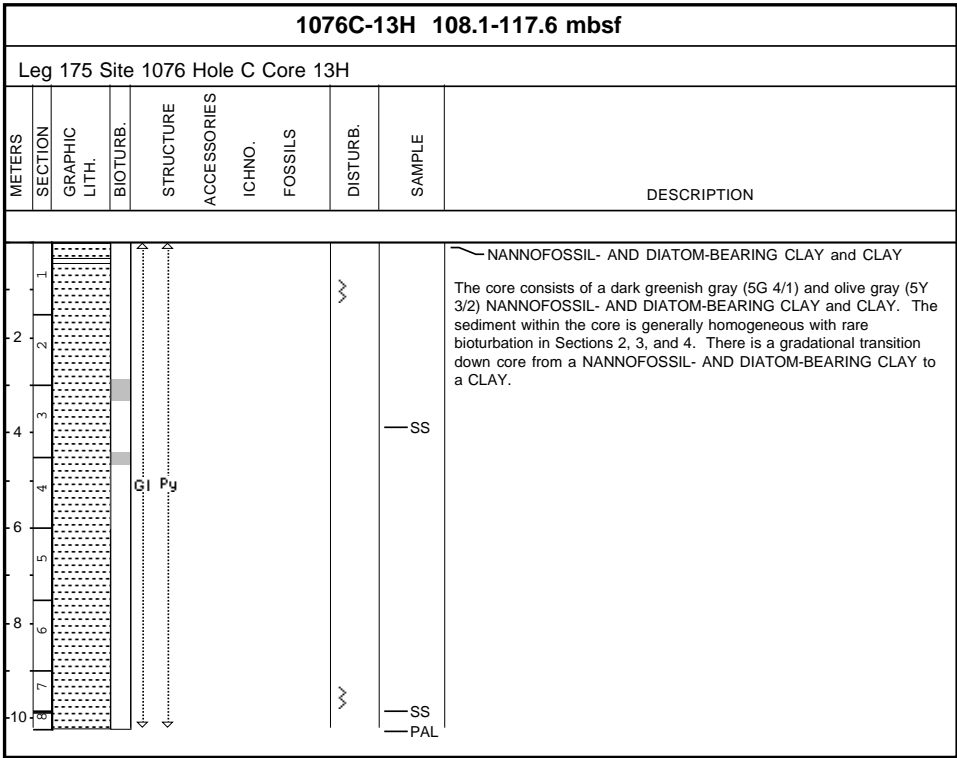 1076C-13H 108.1-117.6 mbsf
Leg 175 Site 1076 Hole C Core 13H
METERS
SECTION
GRAPHIC
LITH.
BIOTURB.
STRUCTURE
ACCESSORIES
ICHNO.
FOSSILS
DISTURB.
SAMPLE
DESCRIPTION
NANNOFOSSIL- AND DIATOM-BEARING CLAY and CLAY
The core consists of a dark greenish gray (5G 4/1) and olive gray (5Y
3/2) NANNOFOSSIL- AND DIATOM-BEARING CLAY and CLAY. The
sediment within the core is generally homogeneous with rare
bioturbation in Sections 2, 3, and 4. There is a gradational transition
down core from a NANNOFOSSIL- AND DIATOM-BEARING CLAY to
a CLAY.
1
2
2
3
4
SS
4
Gl Py
6
5
8
6
7
10
8
SS
PAL